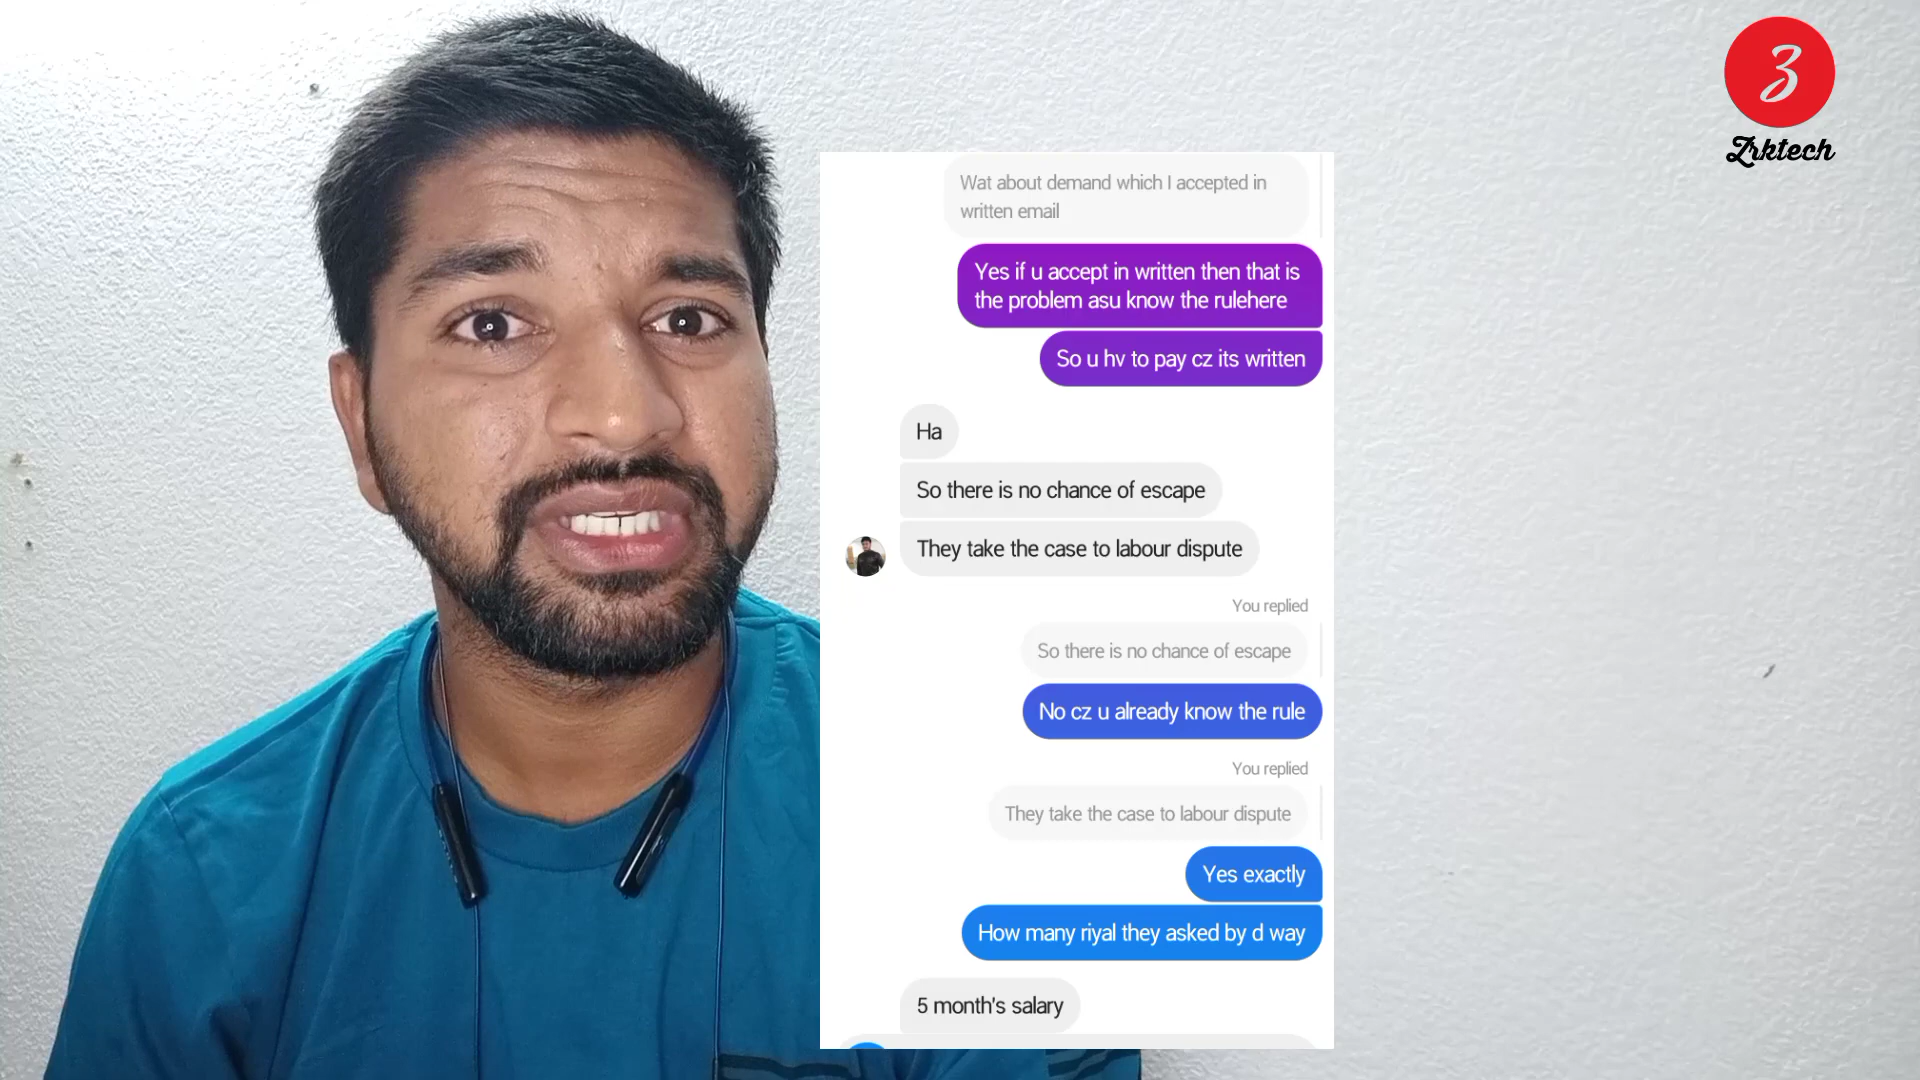 3
Zrktech
Wat about demand which I accepted in
written email
Yes if u accept in written then that is
the problem asu know the rulehere
So u hv to pay cz its written
Ha
So there is no chance of escape
They take the case to labour dispute
You replied
So there is no chance of escape
No cz u already know the rule
You replied
They take the case to labour dispute
Yes exactly
How many riyal they asked by d way
5 month's salary